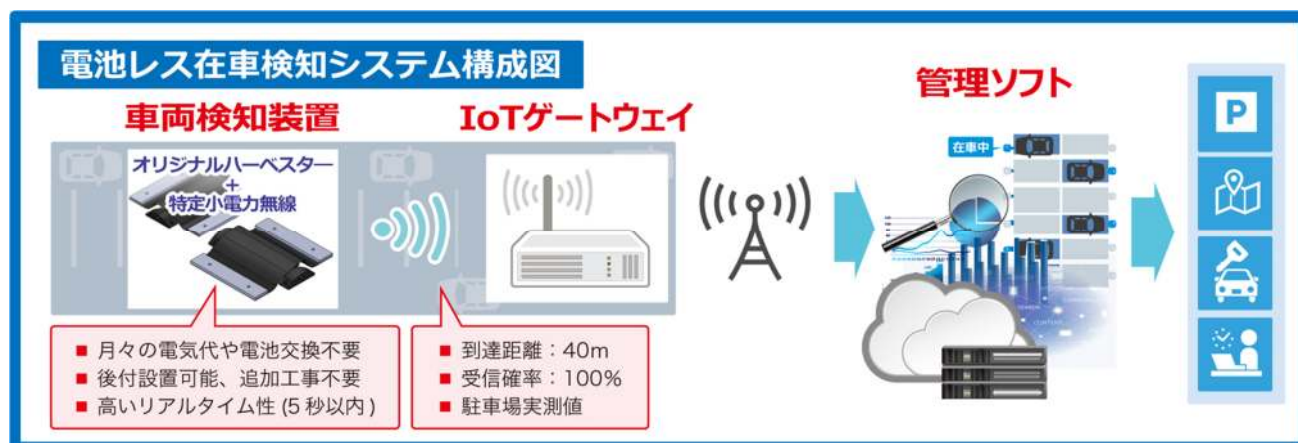 電池レス在車検知システム構成図
車両検知装置
IoTゲートウェイ
管理ソフト
オリジナルハーベスター
+
特定小電力無線
在車中
P
■ 月々の電気代や電池交換不要
■ 後付設置可能、追加工事不要
■ 高いリアルタイム性 (5 秒以内)
■ 到達距離：40m
■ 受信確率：100%
■ 駐車場実測値